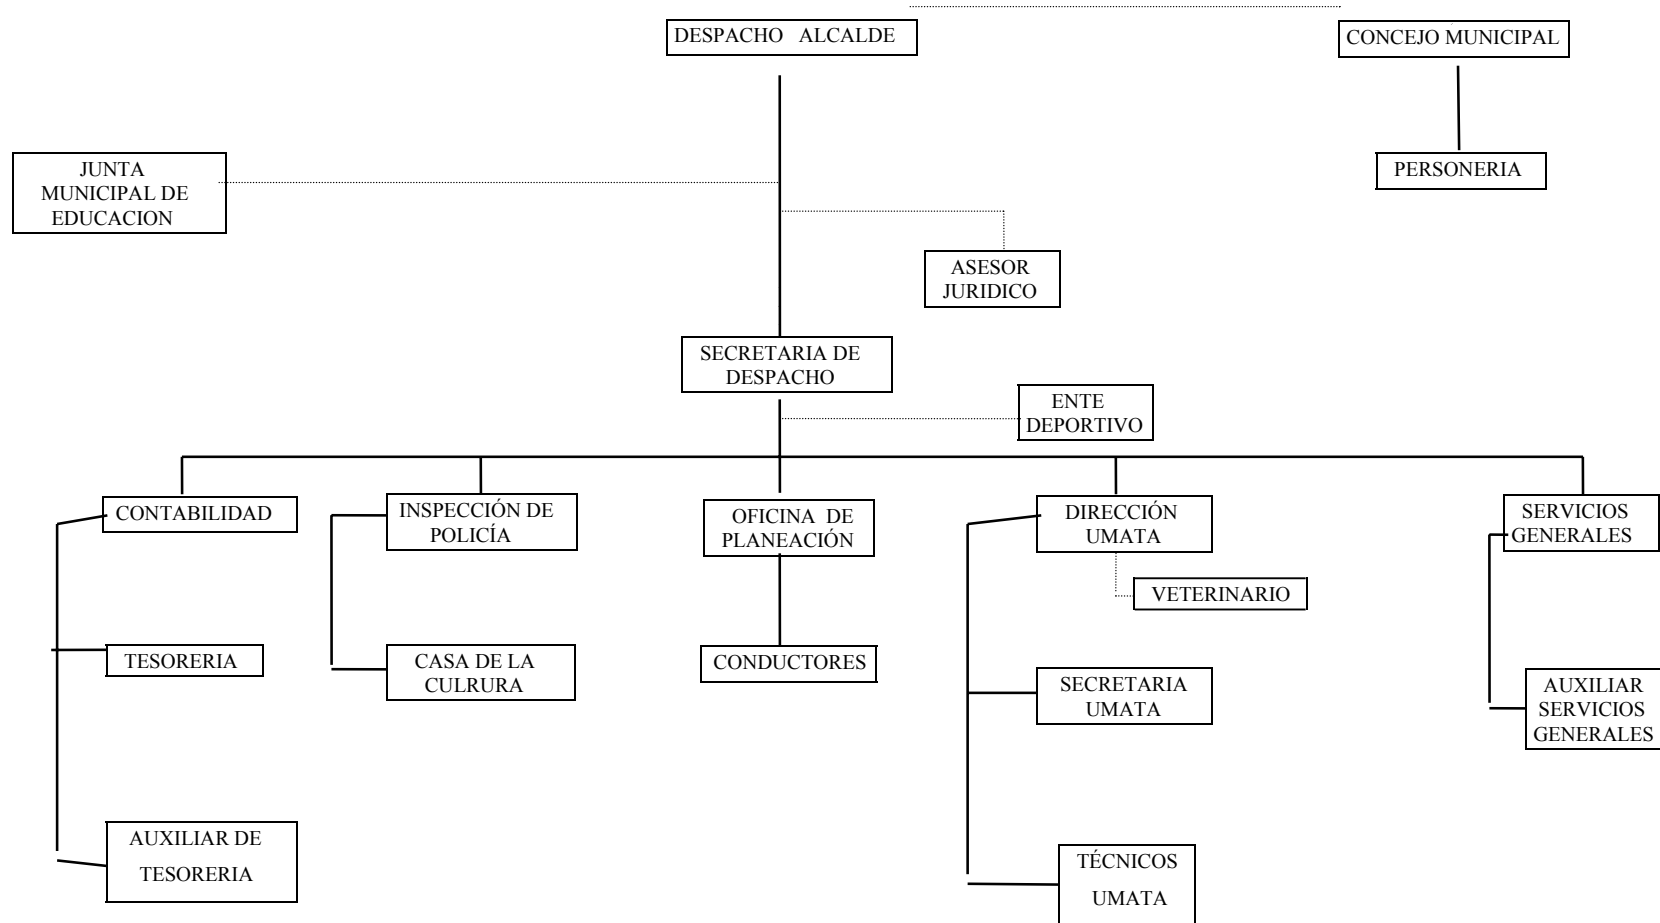 DESPACHO ALCALDE
CONCEJO MUNICIPAL
JUNTA
MUNICIPAL DE
EDUCACION
PERSONERIA
ASESOR
JURIDICO
SECRETARIA DE
DESPACHO
ENTE
DEPORTIVO
CONTABILIDAD
INSPECCIÓN DE
POLICÍA
OFICINA DE
PLANEACIÓN
DIRECCIÓN
UMATA
SERVICIOS
GENERALES
VETERINARIO
TESORERIA
CASA DE LA
CULRURA
CONDUCTORES
SECRETARIA
UMATA
AUXILIAR
SERVICIOS
GENERALES
AUXILIAR DE
TESORERIA
TÉCNICOS
UMATA